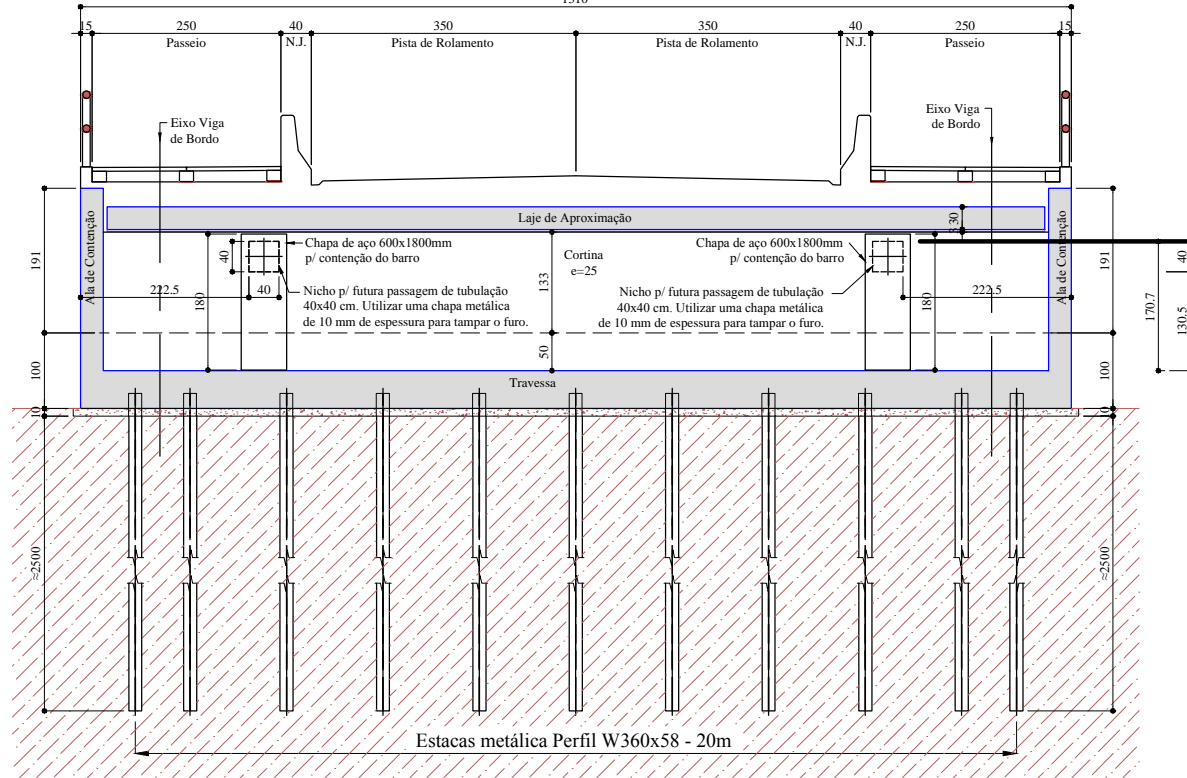 1310
15 250 40 350 350 40 250 15
Passeio N.J. Pista de Rolamento Pista de Rolamento N.J. Passeio
Eixo Viga
de Bordo
Eixo Viga
de Bordo
Ala de Contenção
Laje de Aproximação
Ala de Contenção
330
Chapa de aço 600x1800mm
p/ contenção do barro
Cortina
e=25
Chapa de aço 600x1800mm
p/ contenção do barro
191
40
133
191
40
222.5
40
222.5
Nicho p/ futura passagem de tubulação
40x40 cm. Utilizar uma chapa metálica
de 10 mm de espessura para tampar o furo.
Nicho p/ futura passagem de tubulação
40x40 cm. Utilizar uma chapa metálica
de 10 mm de espessura para tampar o furo.
180
180
170.7
130.5
50
100
100
Travessa
10
10
≈2500
≈2500
Estacas metálica Perfil W360x58 - 20m